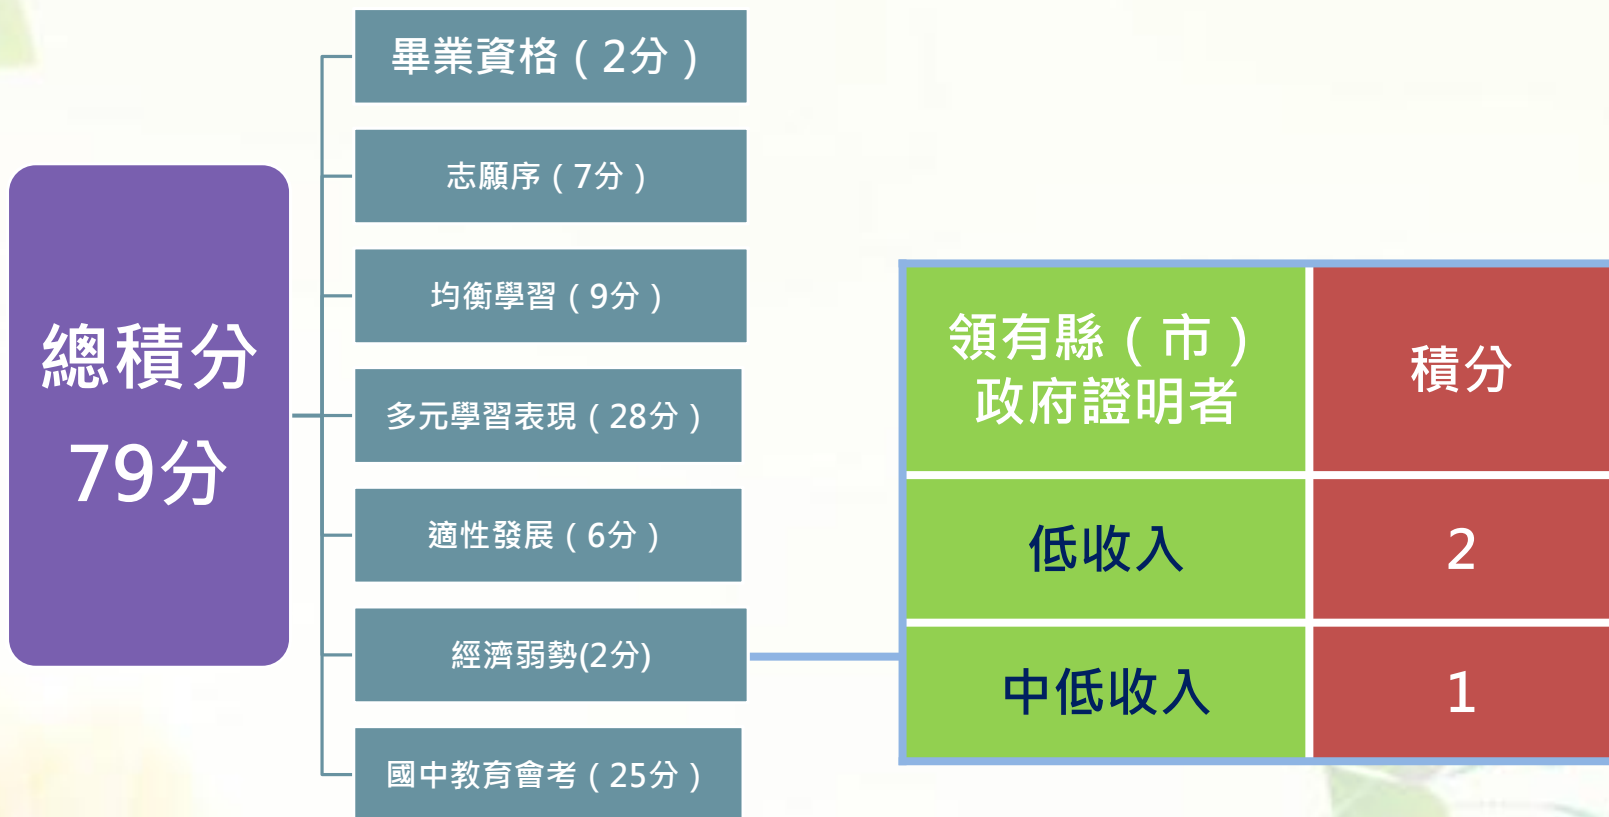 總積分
79分
畢業資格（2分）
志願序（7分）
均衡學習（9分）
多元學習表現（28分）
適性發展（6分）
經濟弱勢(2分)
國中教育會考（25分）
領有縣（市）
政府證明者
積分
低收入
2
中低收入
1